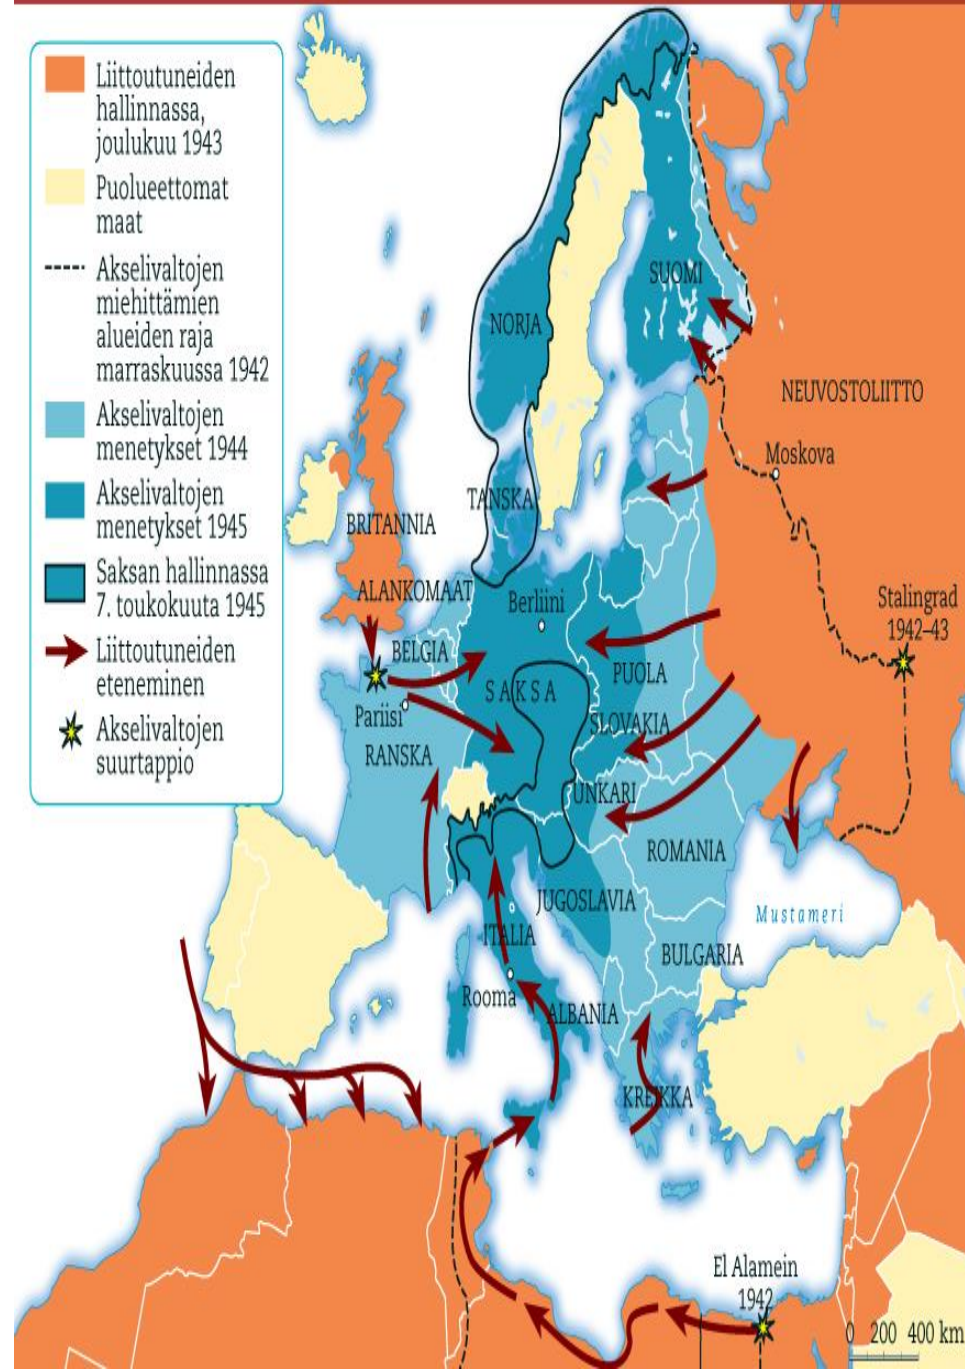 Liittoutuneiden
hallinnassa,
joulukuu 1943
Puolueettomat
maat
Akselivaltojen
miehittämien
alueiden raja
marraskuussa 1942
Akselivaltojen
menetykset 1944
Akselivaltojen
menetykset 1945
Saksan hallinnassa
7. toukokuuta 1945
Liittoutuneiden
eteneminen
Akselivaltojen
suurtappio
SUOMI
NORJA
NEUVOSTOLIITTO
Moskova
TANSKA
BRITANNIA
ALANKOMAAT
Berliini
Stalingrad
1942–43
BELGIA
PUOLA
SAKSA
Pariisi
SLOVAKIA
RANSKA
UNKARI
ROMANIA
JUGOSLAVIA
Mustameri
ITALIA
BULGARIA
Rooma
ALBANIA
KREIKKA
El Alamein
1942
0 200 400 km